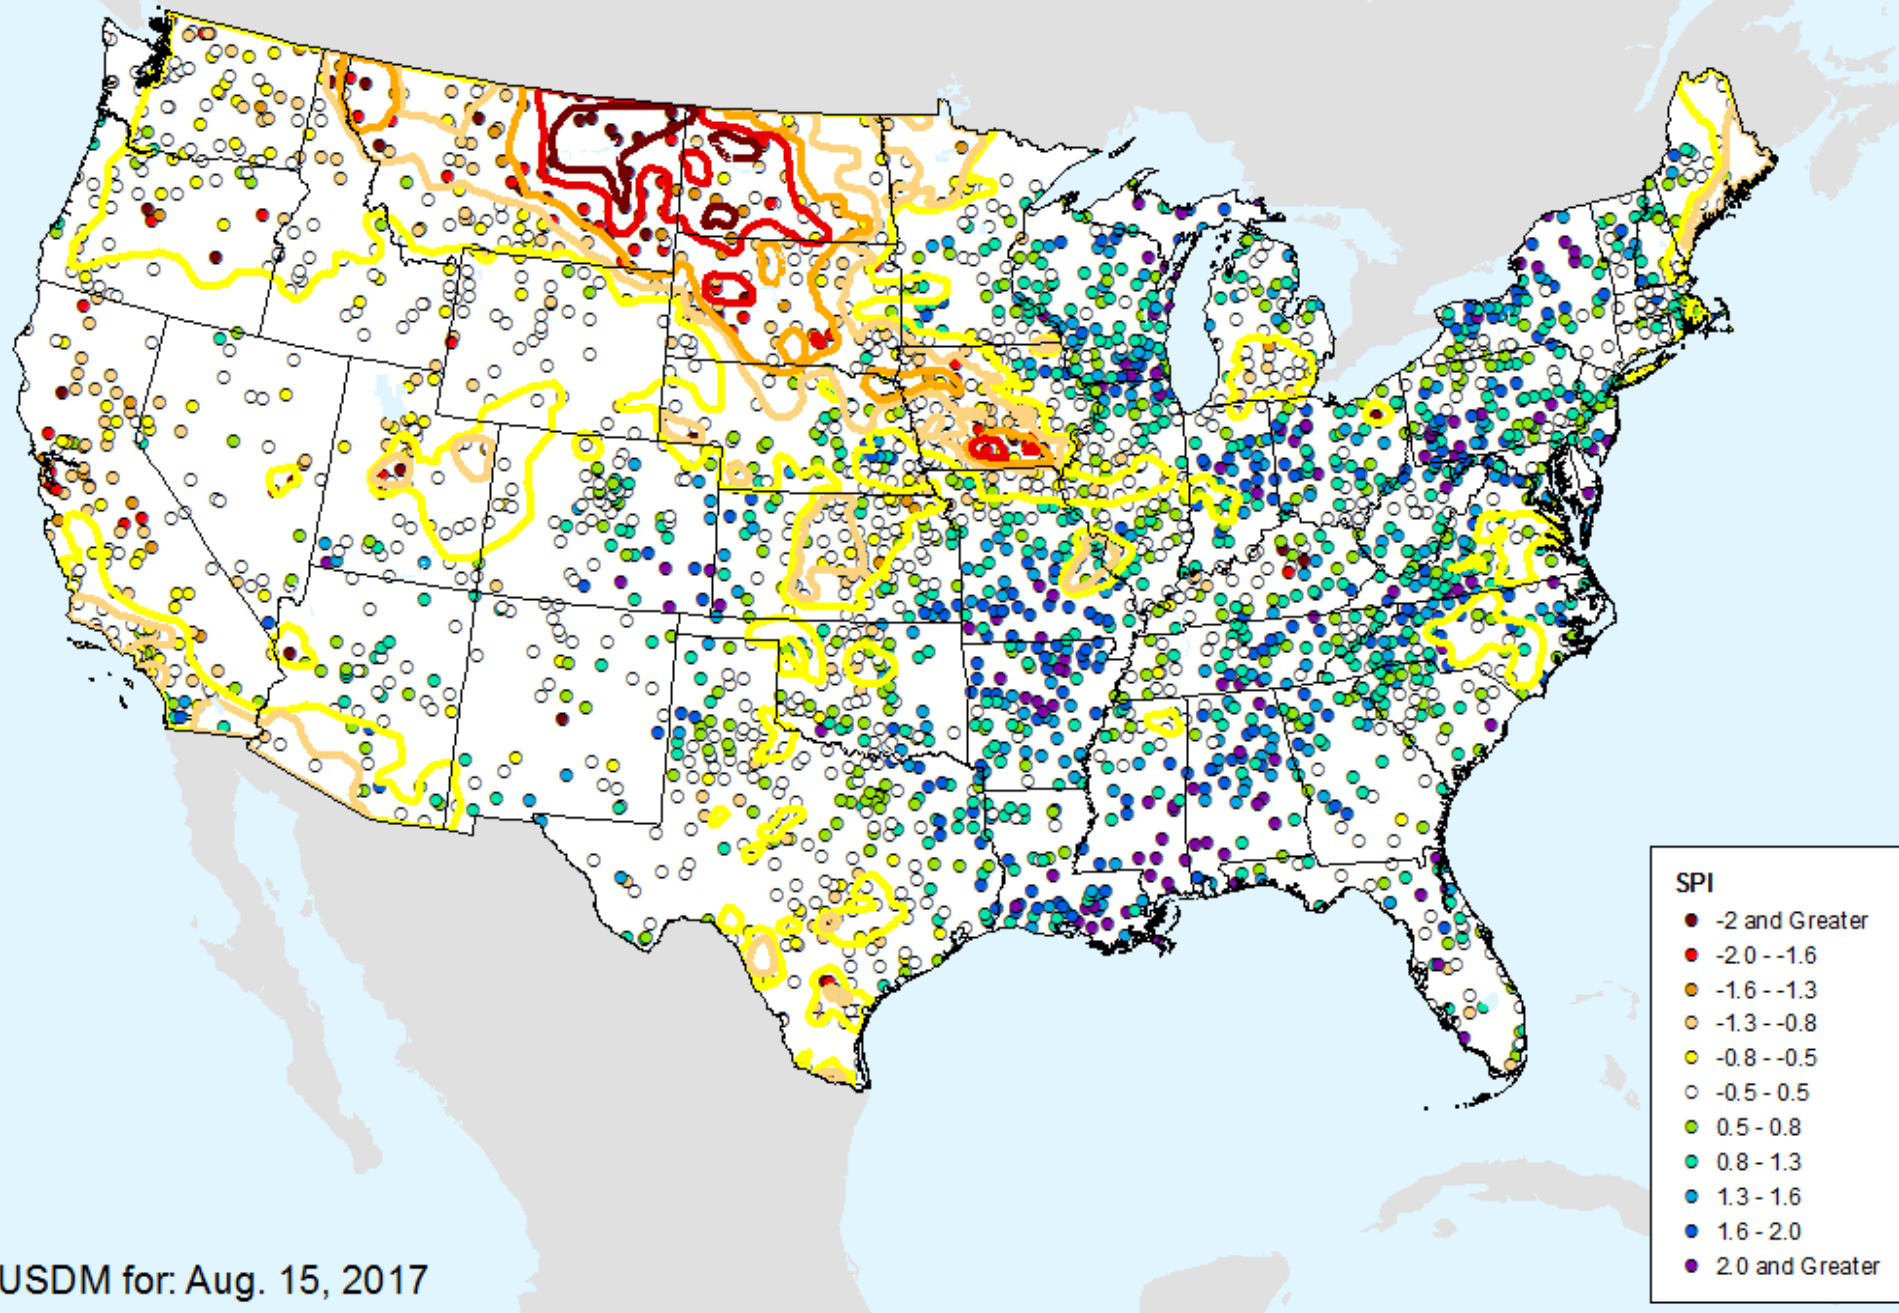 SPI
-2 and Greater
-2.0 - -1.6
-1.6 - -1.3
-1.3 - -0.8
-0.8 - -0.5
-0.5 - 0.5
0.5 - 0.8
0.8 - 1.3
1.3 - 1.6
1.6 - 2.0
2.0 and Greater
USDM for: Aug. 15, 2017